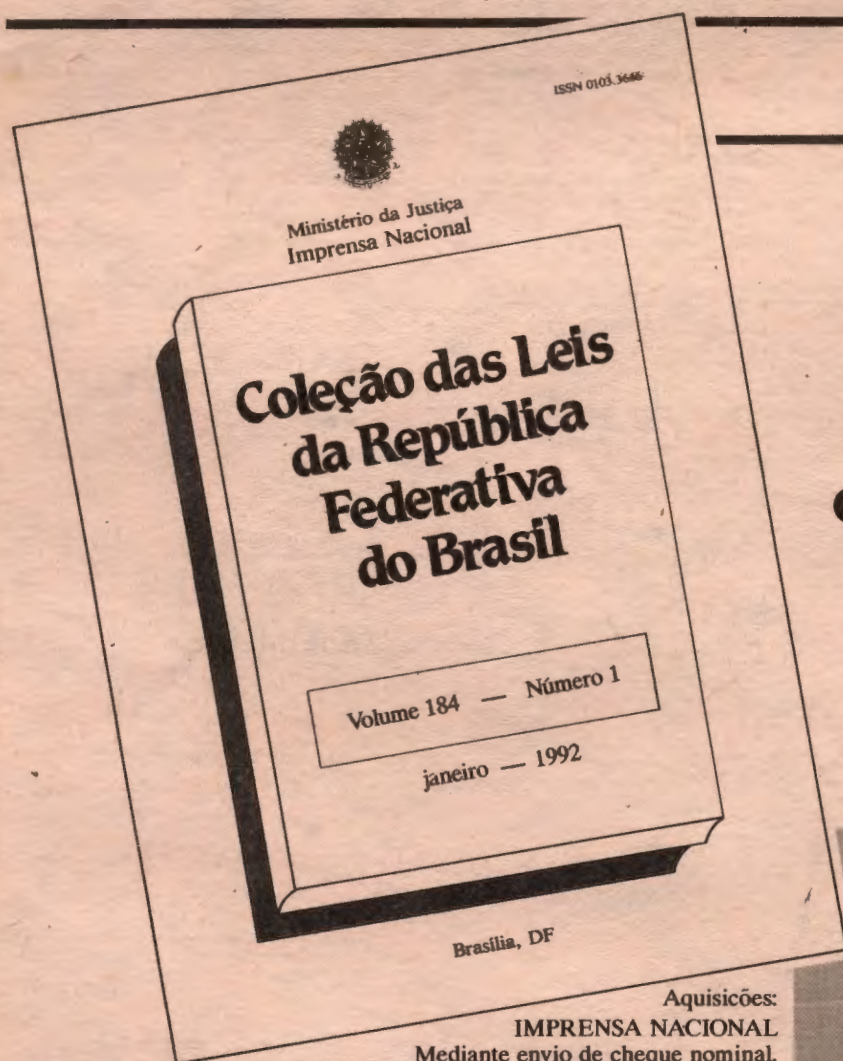 ISSN 0103.3646
Ministério da Justiça
Imprensa Nacional
Coleção das Leis
da República
Federativa
do Brasil
Volume 184 — Número 1
janeiro — 1992
Brasília, DF
Aquisições:
IMPRENSA NACIONAL
Mediante envio de cheque nominal.